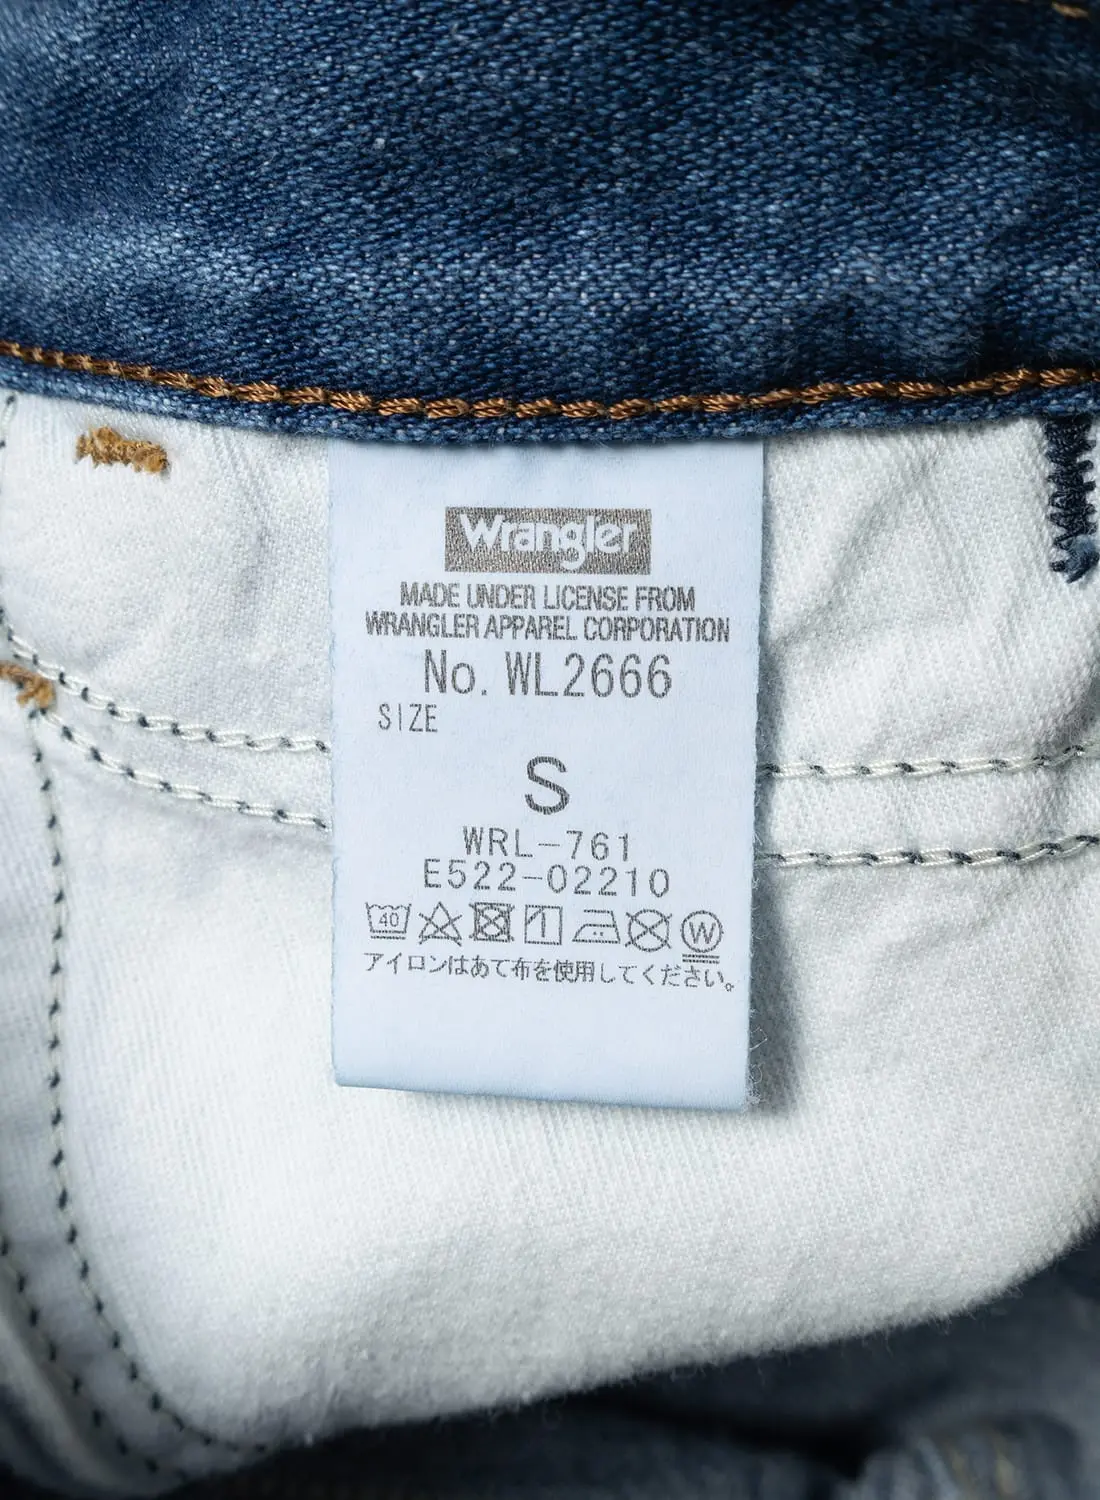 Wrangler
MADE UNDER LICENSE FROM
WRANGLER APPAREL CORPORATION
No. WL2666
SIZE
S
WRL-761
E522-02210
40
W
アイロンはあて布を使用してください。